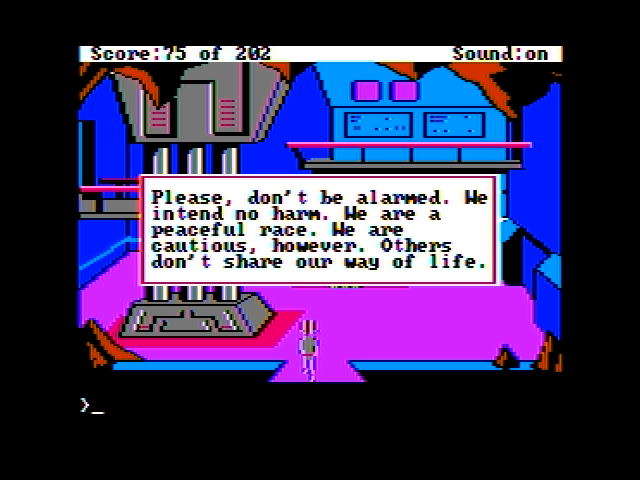 Score:75 of 202 Sound:on
Please, don't be alarmed. We
intend no harm. We are a
peaceful race. We are
cautious, however. Others
don't share our way of life.
>_